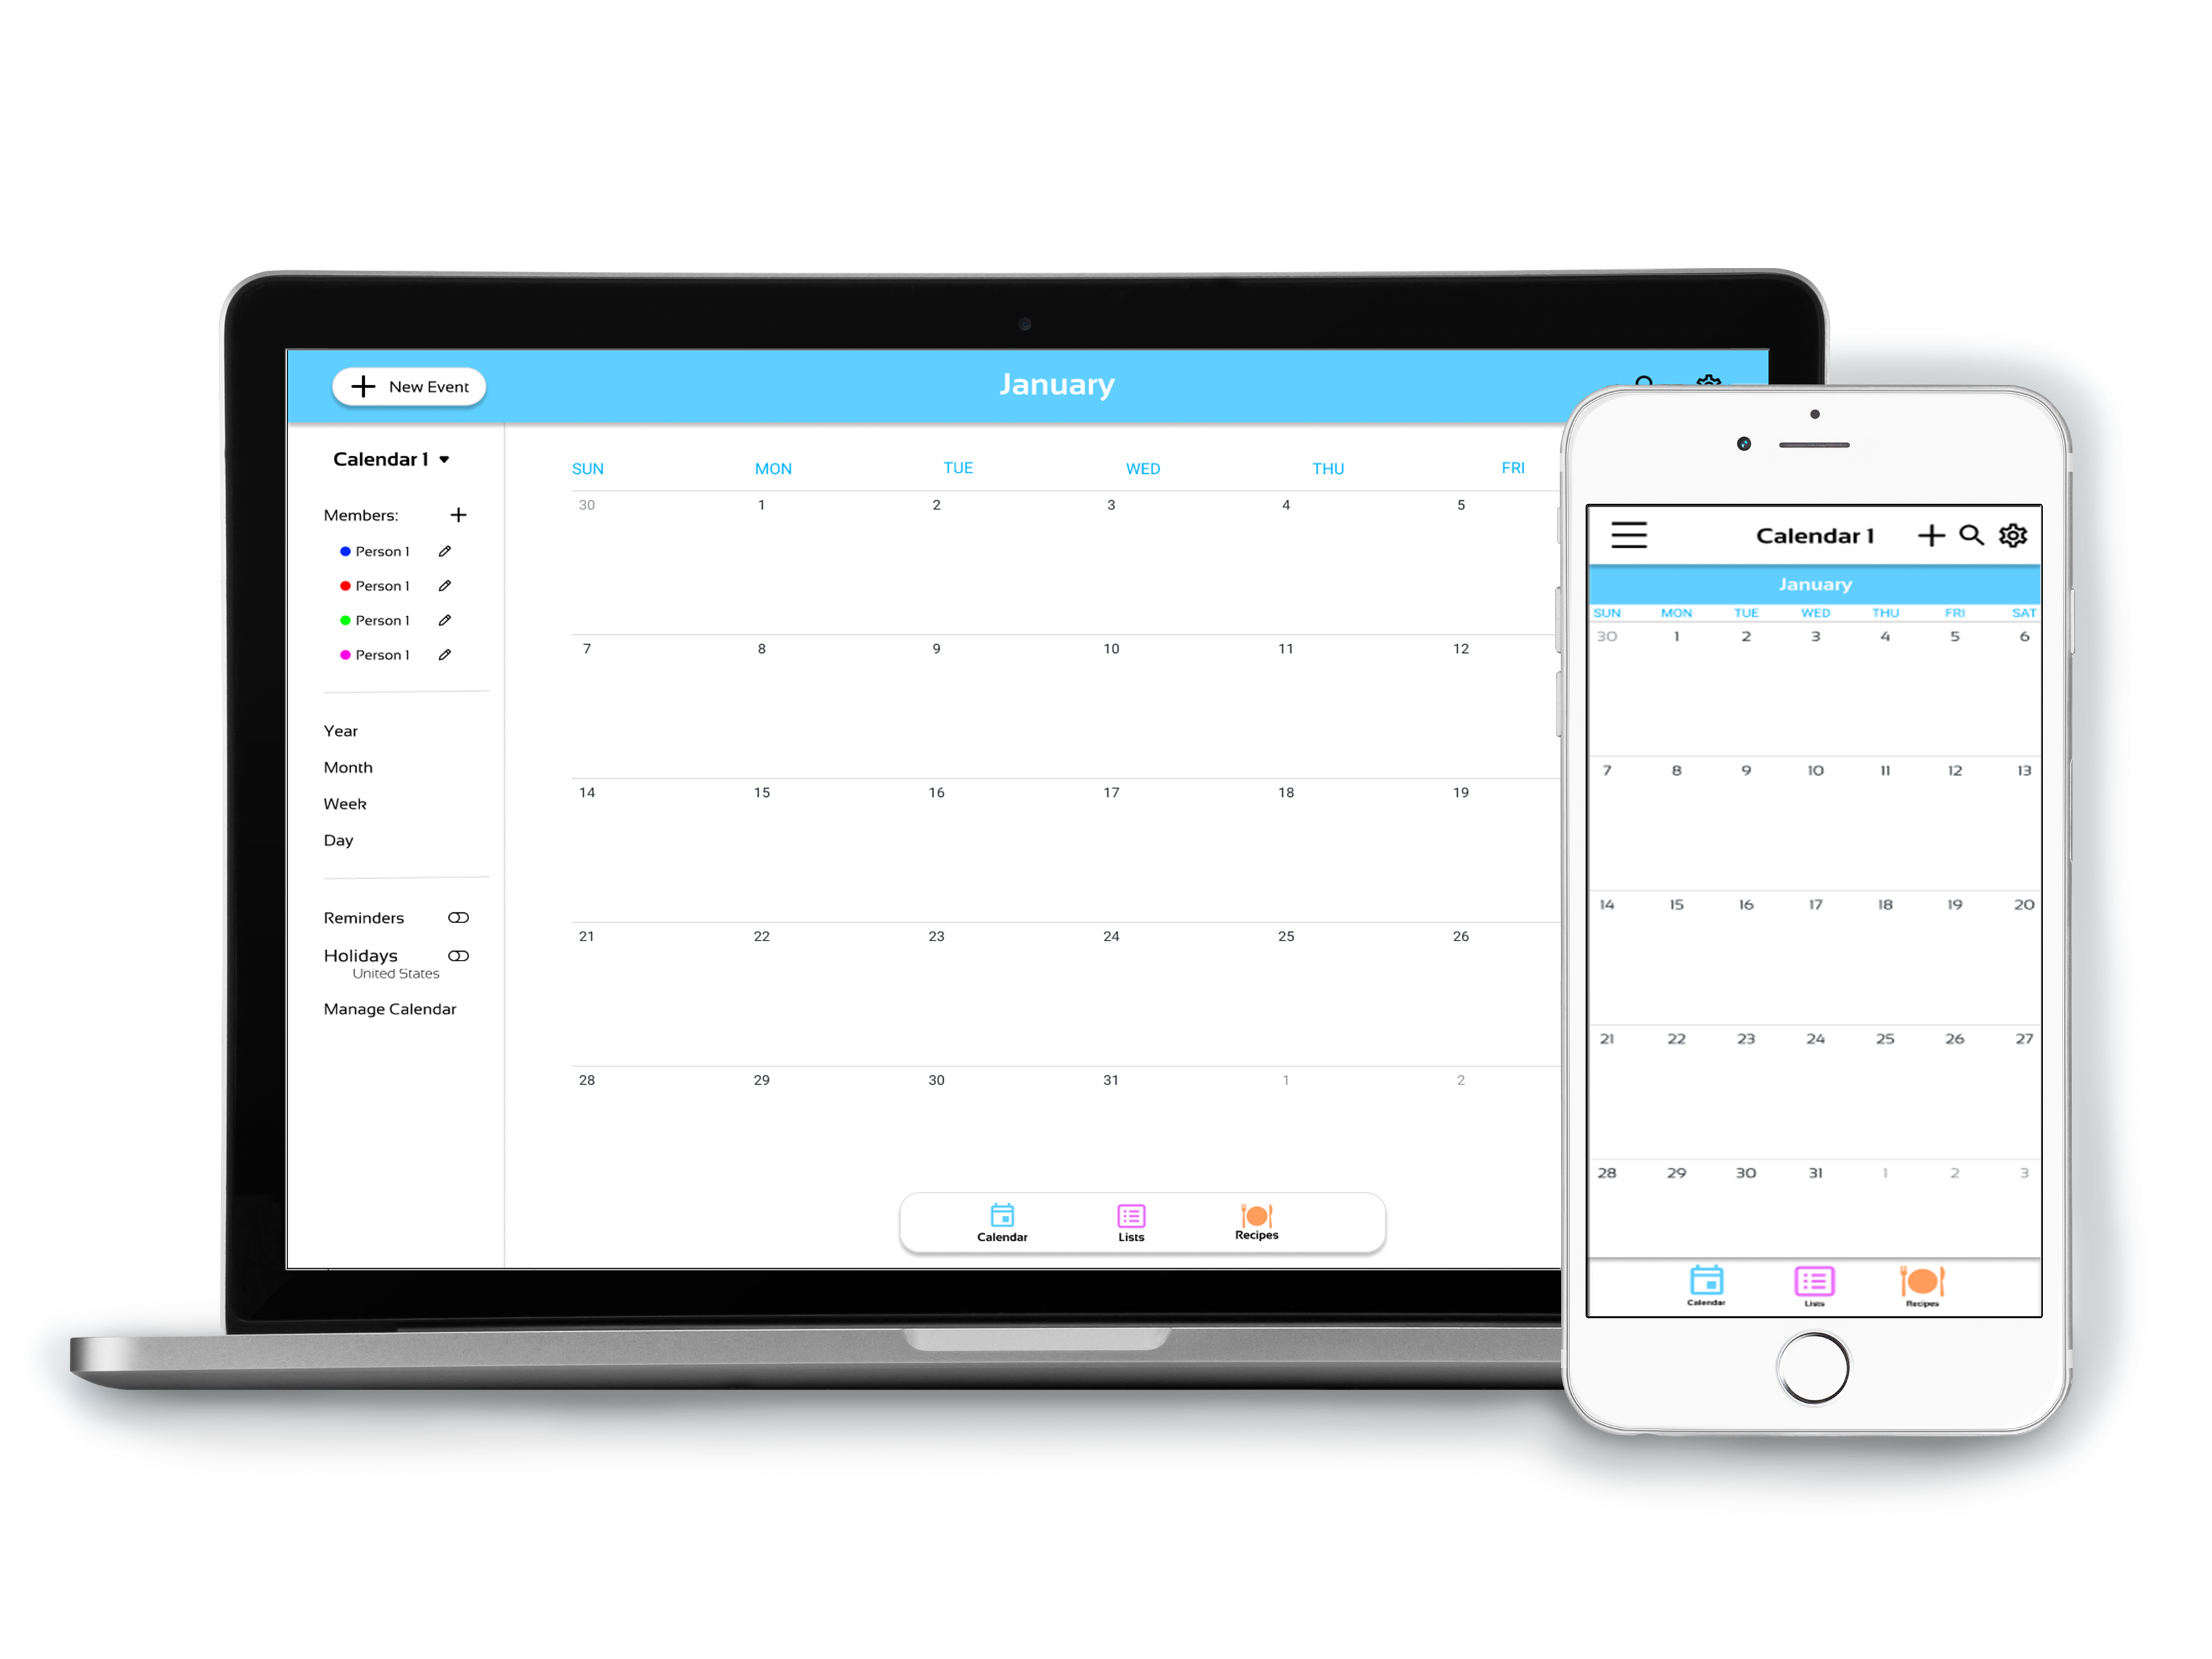 New Event
January
Calendar 1
Members:
Person 1
Person 1
Person 1
Person 1
Year
Month
Week
Day
Reminders
Holidays
United States
Manage Calendar
SUN MON TUE WED THU FRI
30 1 2 3 4 5
7 8 9 10 11 12
14 15 16 17 18 19
21 22 23 24 25 26
28 29 30 31 1 2
Calendar Lists Recipes
Calendar 1
January
SUN MON TUE WED THU FRI SAT
30 1 2 3 4 5 6
7 8 9 10 11 12 13
14 15 16 17 18 19 20
21 22 23 24 25 26 27
28 29 30 31 1 2 3
Calendar Lists Recipes